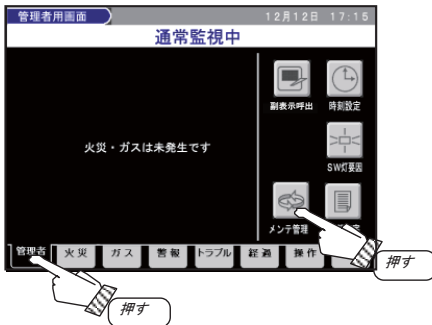 管理者用画面
12月12日 17:15
通常監視中
副表示呼出
時刻設定
火災・ガスは未発生です
SW灯要因
メンテ管理
管理者
火災
ガス
警報
トラブル
経過
操作
押す
押す